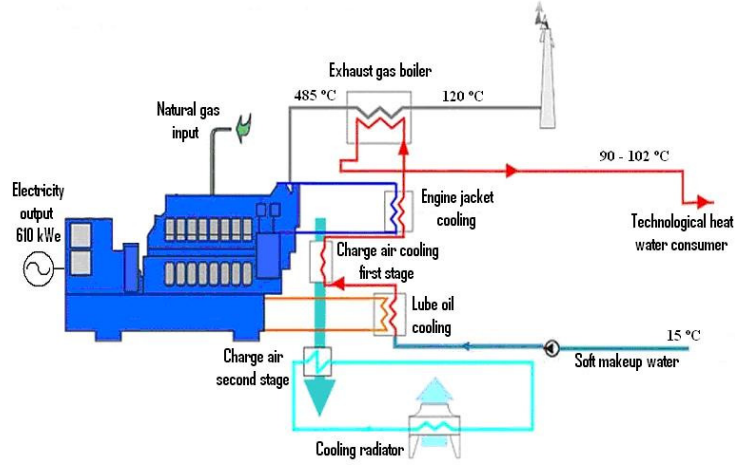 Exhaust gas boiler
485 °C
120 °C
Natural gas
input
90 - 102 °C
Electricity
output
610 kWe
Engine jacket
cooling
Technological heat
water consumer
Charge air cooling
first stage
Lube oil
cooling
15 °C
Charge air
second stage
Soft makeup water
Cooling radiator